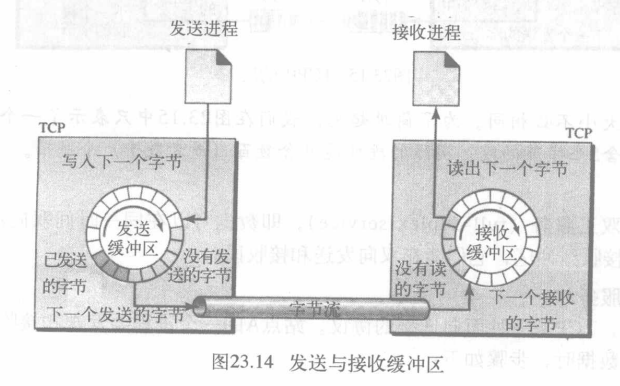 发送进程
接收进程
TCP
TCP
写入下一个字节
读出下一个字节
发送
缓冲区
接收
缓冲区
已发送
的字节
没有发
送的字节
没有读
的字节
下一个发送的字节
字节流
下一个接收
的字节
图23.14 发送与接收缓冲区